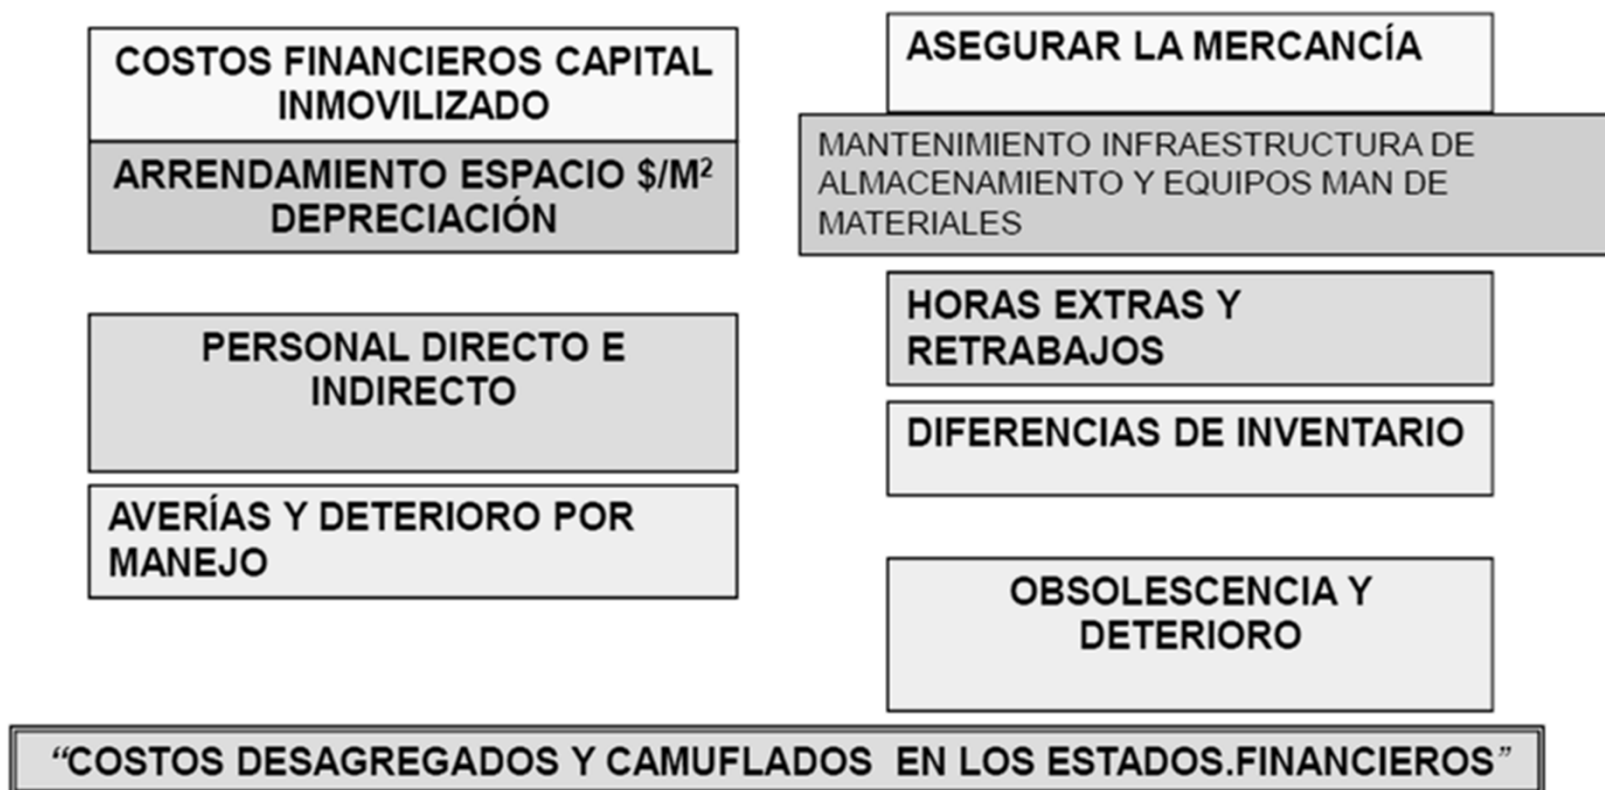 COSTOS FINANCIEROS CAPITAL
INMOVILIZADO
ARRENDAMIENTO ESPACIO $/M²
DEPRECIACIÓN
PERSONAL DIRECTO E
INDIRECTO
AVERÍAS Y DETERIORO POR
MANEJO
ASEGURAR LA MERCANCÍA
MANTENIMIENTO INFRAESTRUCTURA DE
ALMACENAMIENTO Y EQUIPOS MAN DE
MATERIALES
HORAS EXTRAS Y
RETRABAJOS
DIFERENCIAS DE INVENTARIO
OBSOLESCENCIA Y
DETERIORO
“COSTOS DESAGREGADOS Y CAMUFLADOS  EN LOS ESTADOS.FINANCIEROS”